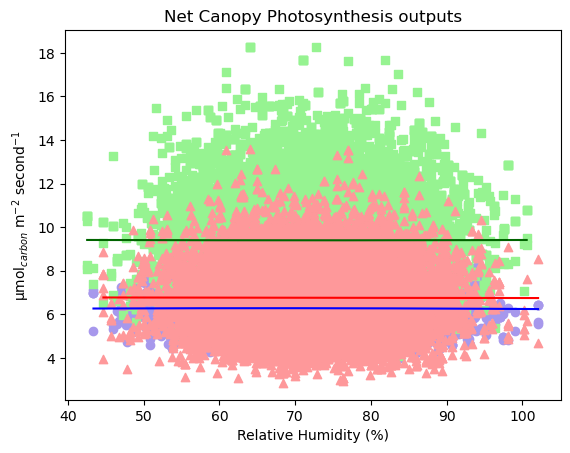 Net Canopy Photosynthesis outputs
μmol$_{carbon}$ m$^{-2}$ second$^{-1}$
18
16
14
12
10
8
6
4
40 50 60 70 80 90 100
Relative Humidity (%)